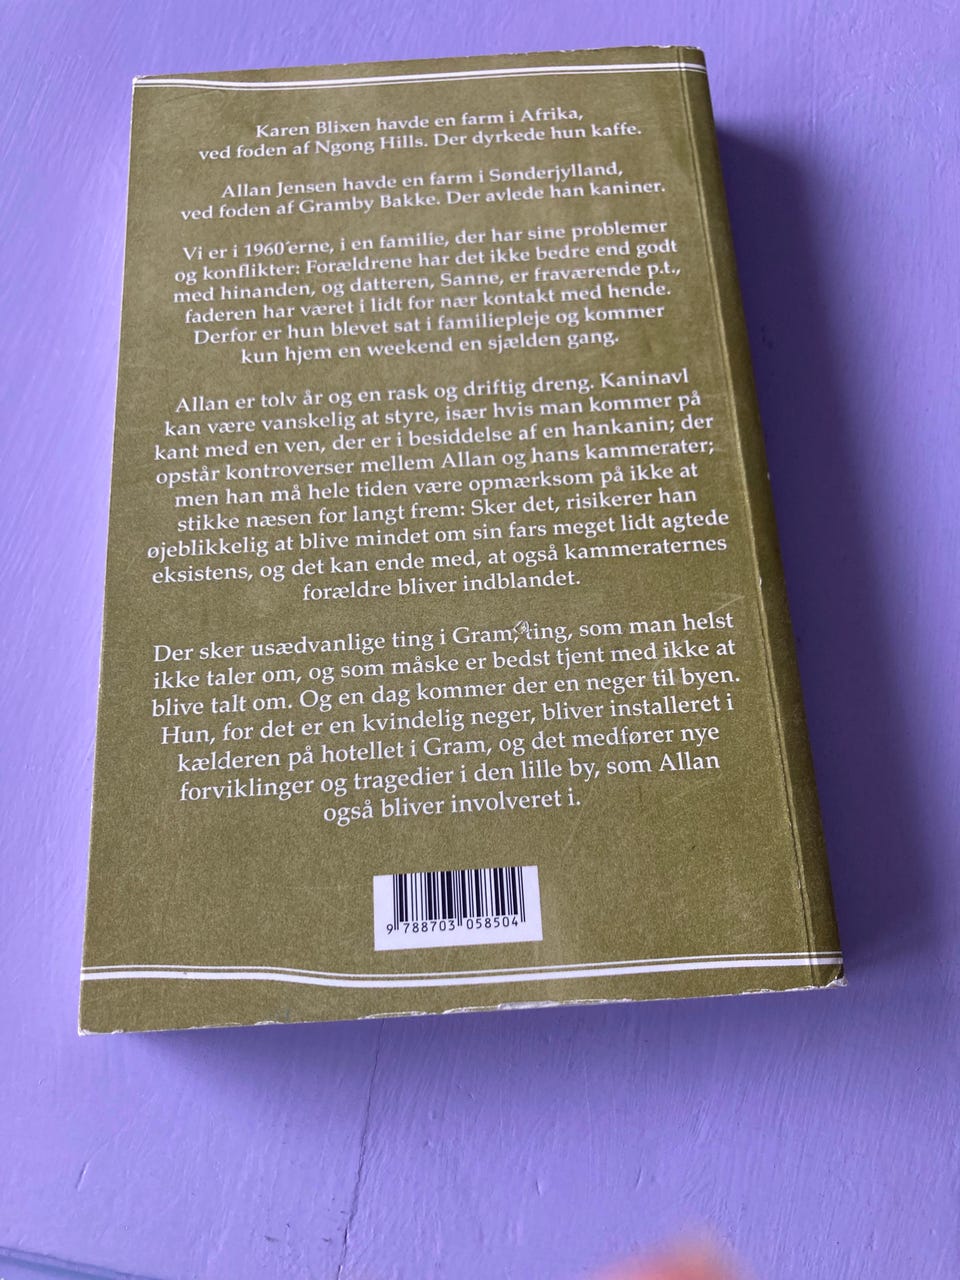 Karen Blixen havde en farm i Afrika,
ved foden af Ngong Hills. Der dyrkede hun kaffe.
Allan Jensen havde en farm i Sønderjylland,
ved foden af Gramby Bakke. Der avlede han kaniner.
Vi er i 1960´erne, i en familie, der har sine problemer
og konflikter: Forældrene har det ikke bedre end godt
med hinanden, og datteren, Sanne, er fraværende p.t.,
faderen har været i lidt for nær kontakt med hende.
Derfor er hun blevet sat i familiepleje og kommer
kun hjem en weekend en sjælden gang.
Allan er tolv år og en rask og driftig dreng. Kaninavl
kan være vanskelig at styre, især hvis man kommer på
kant med en ven, der er i besiddelse af en hankanin; der
opstår kontroverser mellem Allan og hans kammerater;
men han må hele tiden være opmærksom på ikke at
stikke næsen for langt frem: Sker det, risikerer han
øjeblikkelig at blive mindet om sin fars meget lidt agtede
eksistens, og det kan ende med, at også kammeraternes
forældre bliver indblandet.
Der sker usædvanlige ting i Gram; ting, som man helst
ikke taler om, og som måske er bedst tjent med ikke at
blive talt om. Og en dag kommer der en neger til byen.
Hun, for det er en kvindelig neger, bliver installeret i
kælderen på hotellet i Gram, og det medfører nye
forviklinger og tragedier i den lille by, som Allan
også bliver involveret i.
9 788703 058504